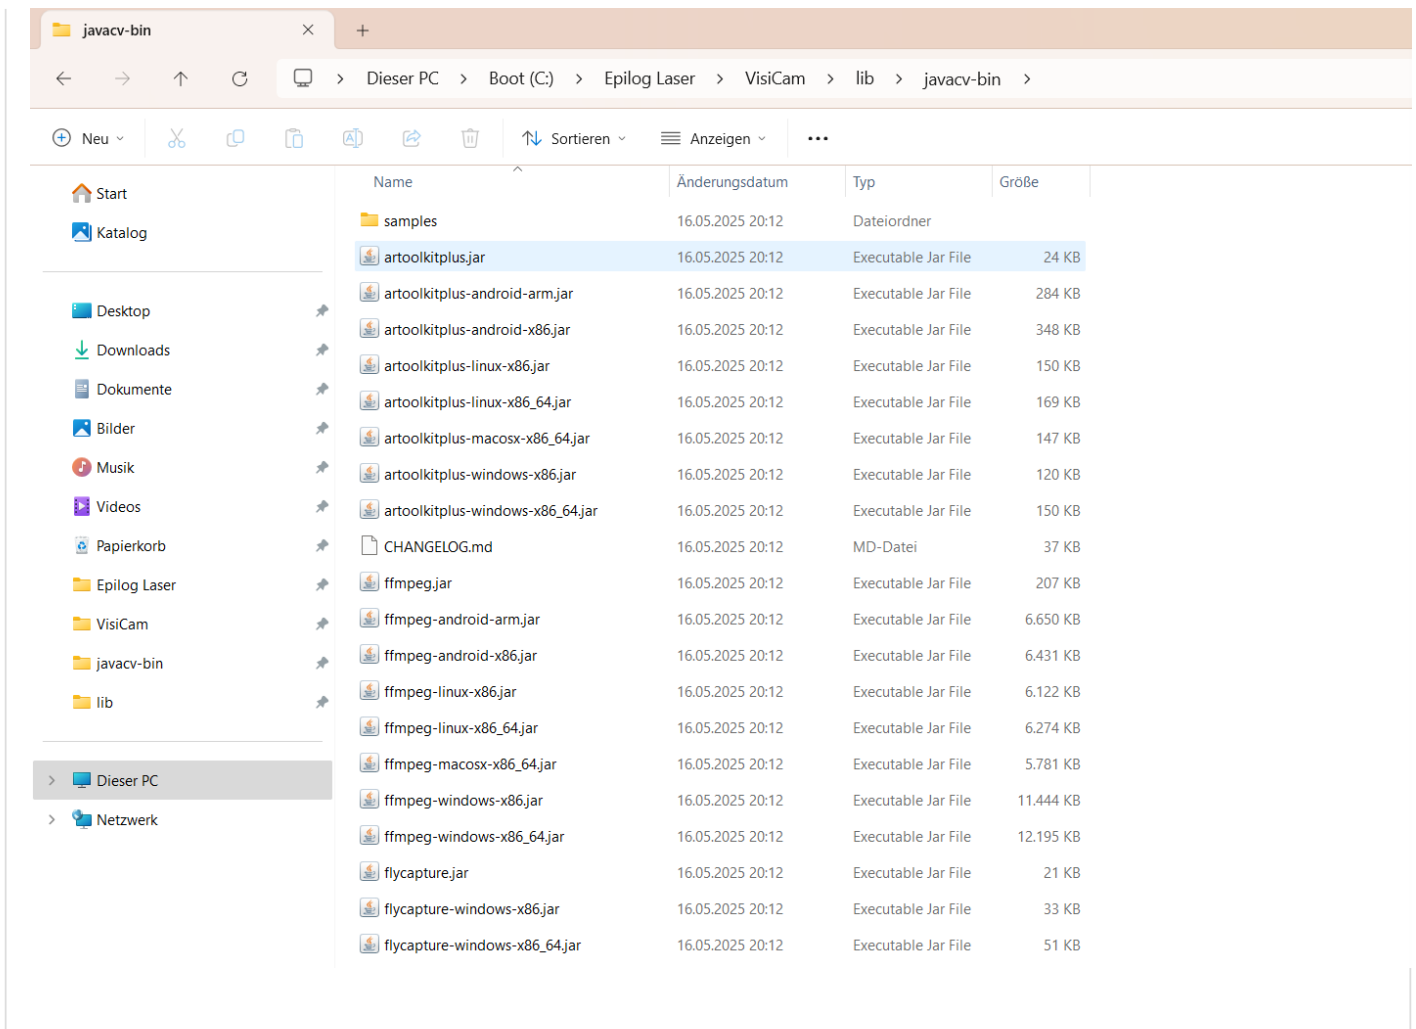 javacv-bin
Dieser PC > Boot (C:) > Epilog Laser > VisiCam > lib > javacv-bin >
Neu Sortieren Anzeigen
Name Änderungsdatum Typ Größe
Start
Katalog
Desktop
Downloads
Dokumente
Bilder
Musik
Videos
Papierkorb
Epilog Laser
VisiCam
javacv-bin
lib
Dieser PC
Netzwerk
samples 16.05.2025 20:12 Dateiordner
artoolkitplus.jar 16.05.2025 20:12 Executable Jar File 24 KB
artoolkitplus-android-arm.jar 16.05.2025 20:12 Executable Jar File 284 KB
artoolkitplus-android-x86.jar 16.05.2025 20:12 Executable Jar File 348 KB
artoolkitplus-linux-x86.jar 16.05.2025 20:12 Executable Jar File 150 KB
artoolkitplus-linux-x86_64.jar 16.05.2025 20:12 Executable Jar File 169 KB
artoolkitplus-macosx-x86_64.jar 16.05.2025 20:12 Executable Jar File 147 KB
artoolkitplus-windows-x86.jar 16.05.2025 20:12 Executable Jar File 120 KB
artoolkitplus-windows-x86_64.jar 16.05.2025 20:12 Executable Jar File 150 KB
CHANGELOG.md 16.05.2025 20:12 MD-Datei 37 KB
ffmpeg.jar 16.05.2025 20:12 Executable Jar File 207 KB
ffmpeg-android-arm.jar 16.05.2025 20:12 Executable Jar File 6.650 KB
ffmpeg-android-x86.jar 16.05.2025 20:12 Executable Jar File 6.431 KB
ffmpeg-linux-x86.jar 16.05.2025 20:12 Executable Jar File 6.122 KB
ffmpeg-linux-x86_64.jar 16.05.2025 20:12 Executable Jar File 6.274 KB
ffmpeg-macosx-x86_64.jar 16.05.2025 20:12 Executable Jar File 5.781 KB
ffmpeg-windows-x86.jar 16.05.2025 20:12 Executable Jar File 11.444 KB
ffmpeg-windows-x86_64.jar 16.05.2025 20:12 Executable Jar File 12.195 KB
flycapture.jar 16.05.2025 20:12 Executable Jar File 21 KB
flycapture-windows-x86.jar 16.05.2025 20:12 Executable Jar File 33 KB
flycapture-windows-x86_64.jar 16.05.2025 20:12 Executable Jar File 51 KB